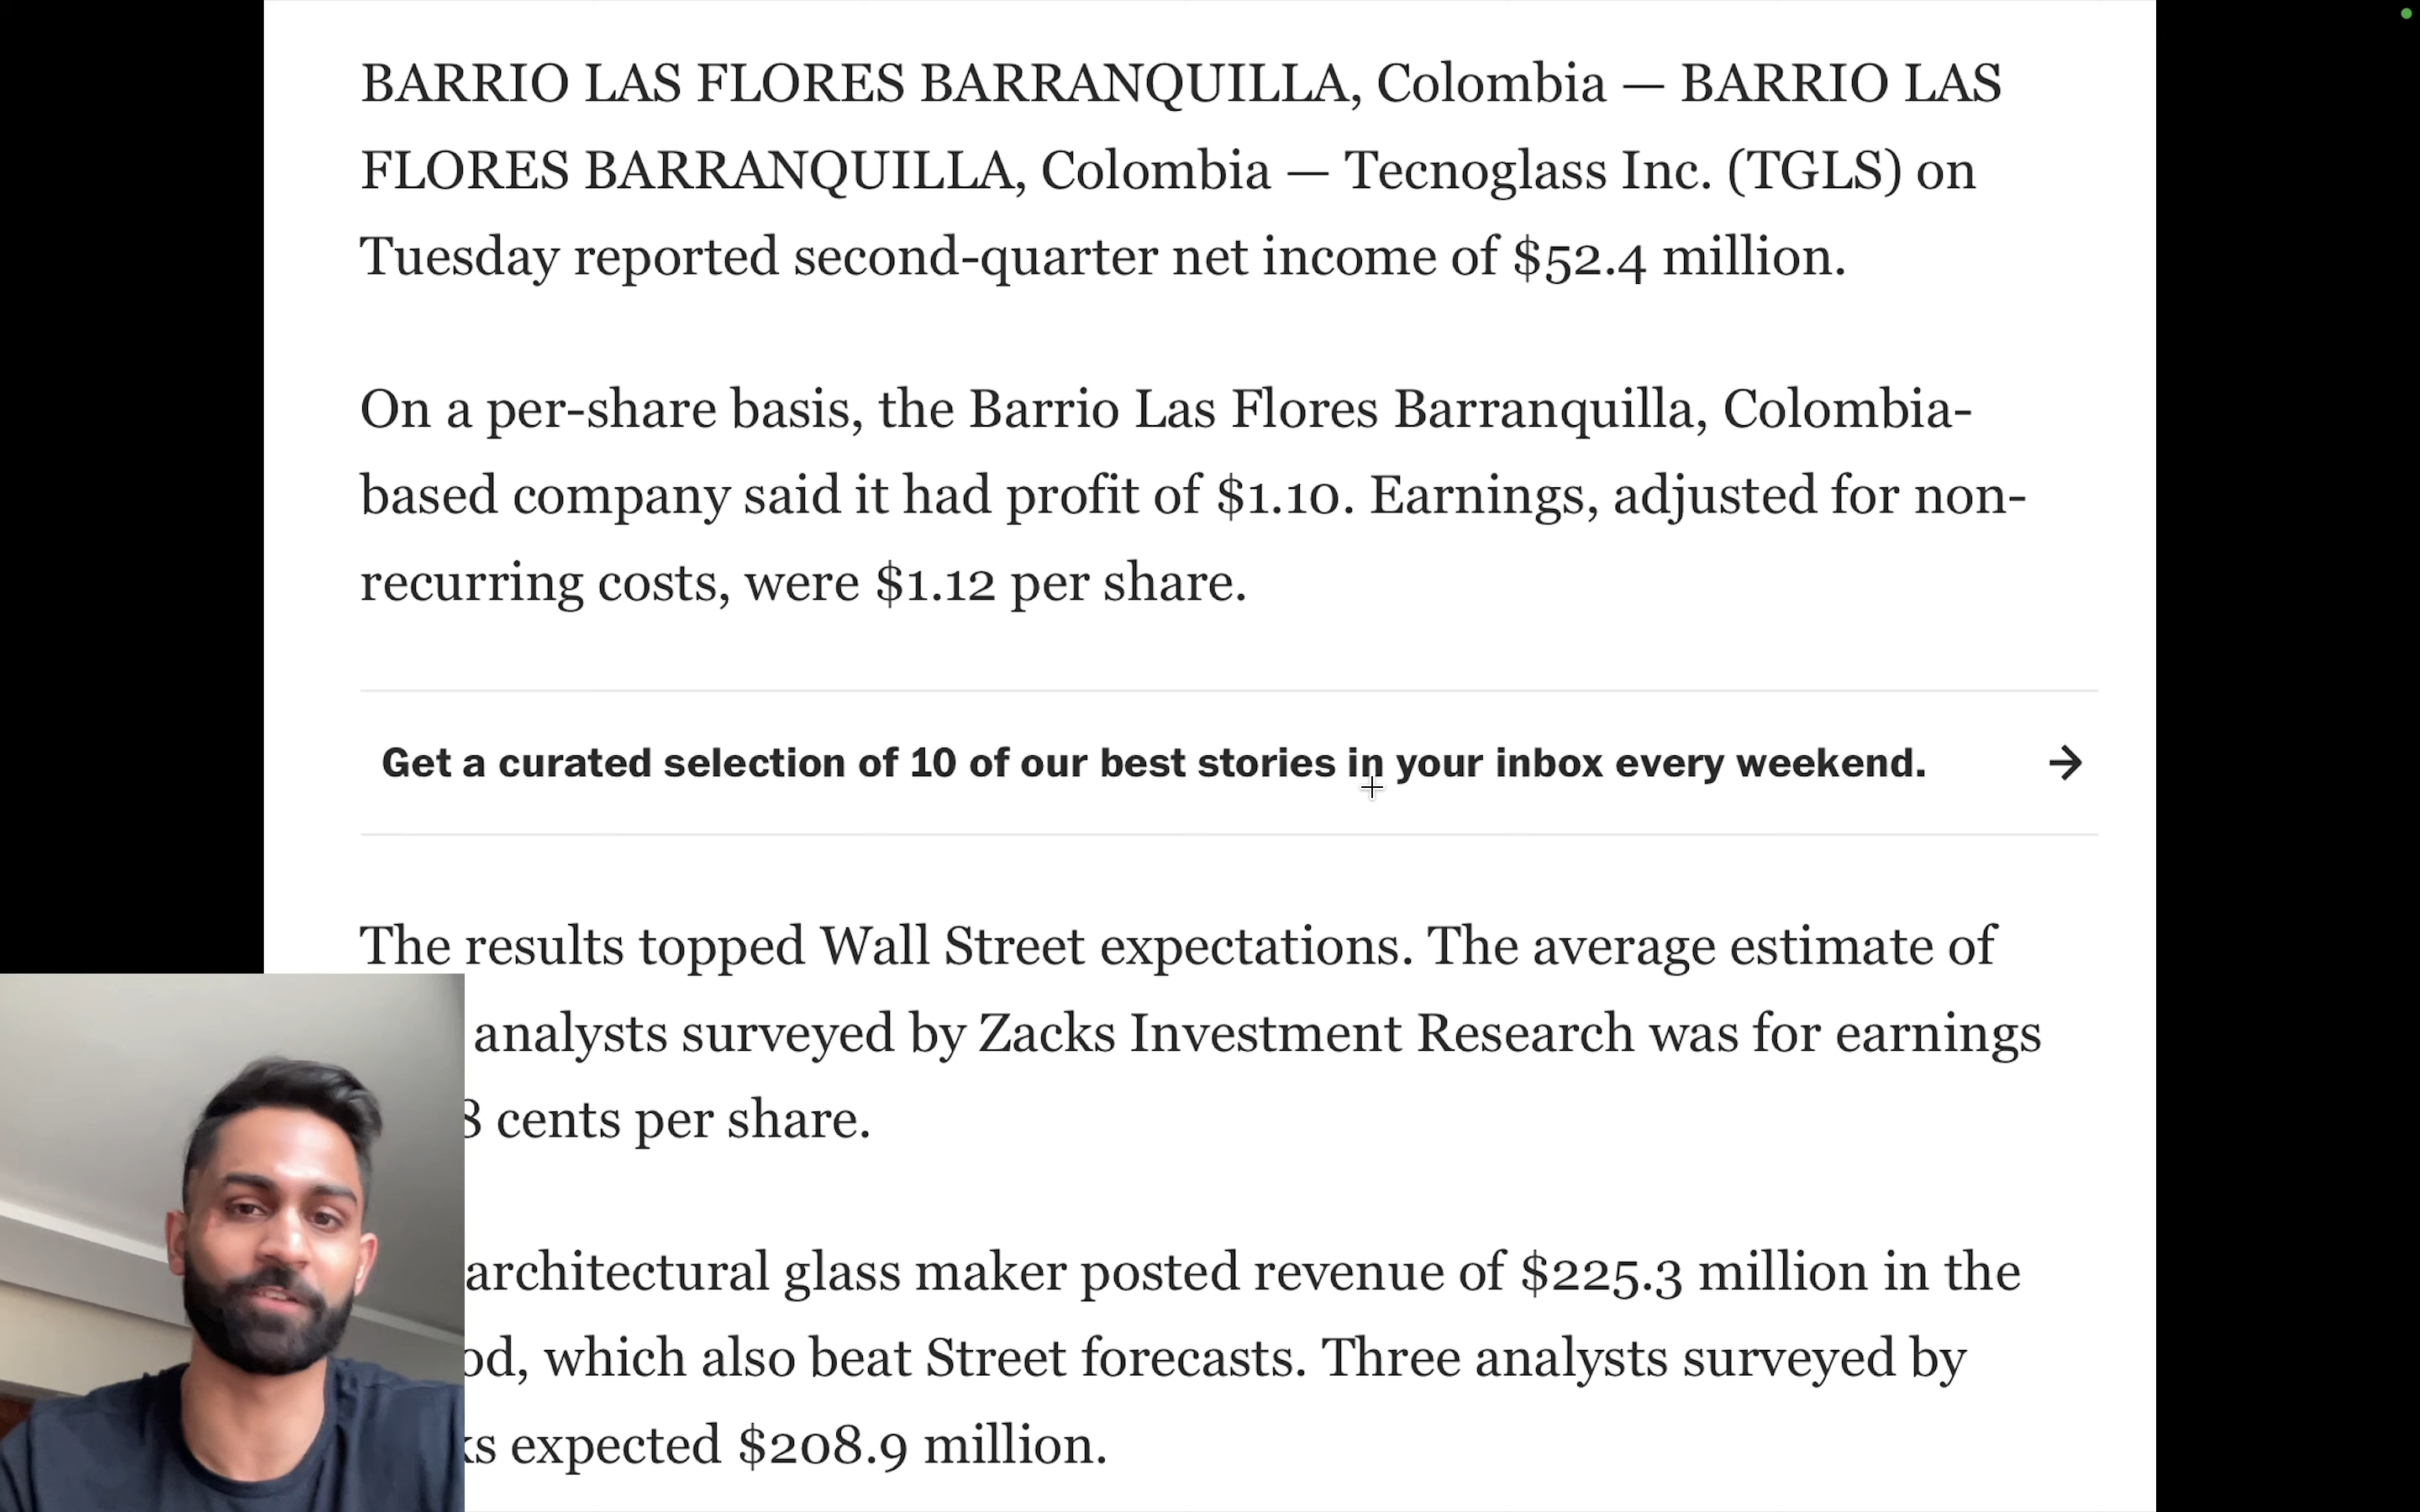 BARRIO LAS FLORES BARRANQUILLA, Colombia — BARRIO LAS
FLORES BARRANQUILLA, Colombia — Tecnoglass Inc. (TGLS) on
Tuesday reported second-quarter net income of $52.4 million.
On a per-share basis, the Barrio Las Flores Barranquilla, Colombia-
based company said it had profit of $1.10. Earnings, adjusted for non-
recurring costs, were $1.12 per share.
Get a curated selection of 10 of our best stories in your inbox every weekend. →
The results topped Wall Street expectations. The average estimate of
analysts surveyed by Zacks Investment Research was for earnings
cents per share.
architectural glass maker posted revenue of $225.3 million in the
which also beat Street forecasts. Three analysts surveyed by
expected $208.9 million.